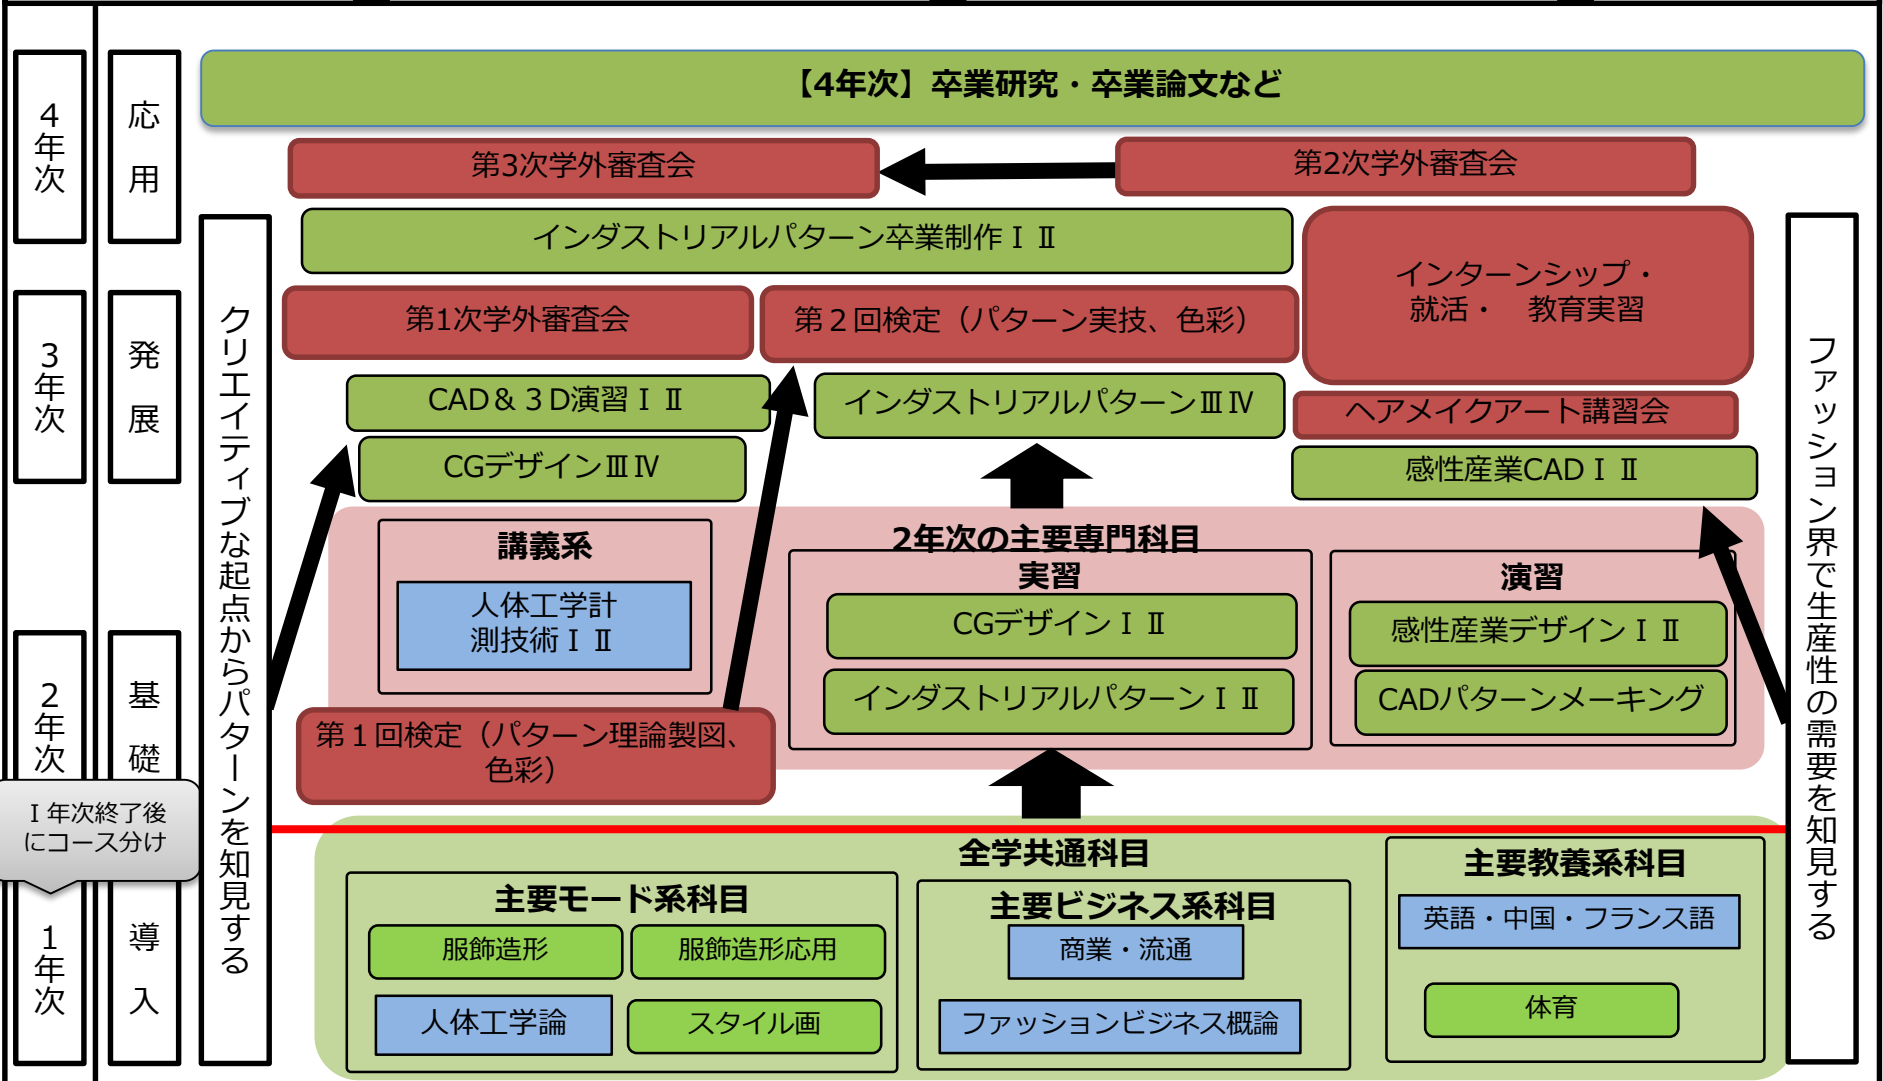 【4年次】卒業研究・卒業論文など
4年次
応用
第3次学外審査会
第2次学外審査会
インダストリアルパターン卒業制作Ⅰ Ⅱ
インターンシップ・
就活・　教育実習
3年次
発展
第1次学外審査会
第２回検定（パターン実技、色彩）
CAD＆３D演習Ⅰ Ⅱ
インダストリアルパターンⅢⅣ
ヘアメイクアート講習会
CGデザインⅢⅣ
感性産業CADⅠ Ⅱ
クリエイティブな起点からパターンを知見する
ファッション界で生産性の需要を知見する
2年次の主要専門科目
講義系
人体工学計
測技術Ⅰ Ⅱ
実習
CGデザインⅠ Ⅱ
インダストリアルパターンⅠ Ⅱ
演習
感性産業デザインⅠ Ⅱ
CADパターンメーキング
2年次
基礎
第１回検定（パターン理論製図、
色彩）
Ⅰ年次終了後
にコース分け
全学共通科目
主要モード系科目
服飾造形
服飾造形応用
人体工学論
スタイル画
主要ビジネス系科目
商業・流通
ファッションビジネス概論
主要教養系科目
英語・中国・フランス語
体育
1年次
導入